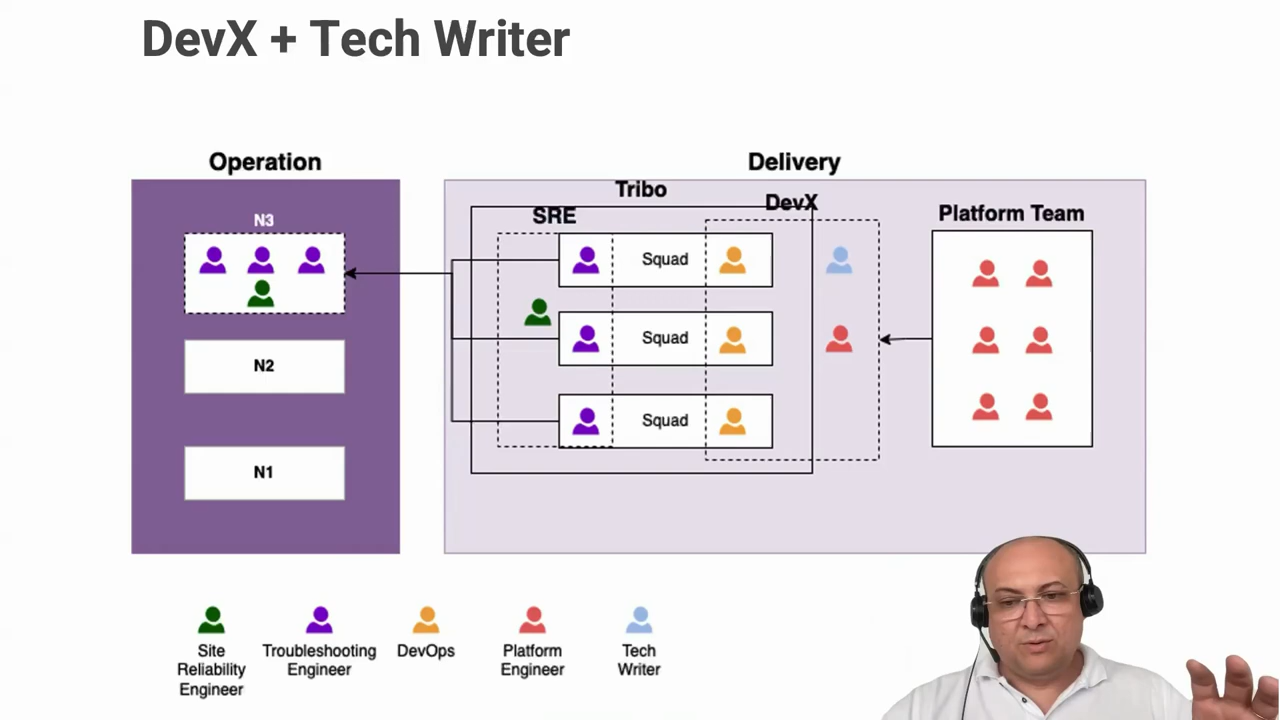 DevX + Tech Writer
Operation
Delivery
Tribo
DevX
SRE
Platform Team
N3
Squad
Squad
N2
Squad
N1
Site
Reliability
Engineer
Troubleshooting
Engineer
DevOps
Platform
Engineer
Tech
Writer